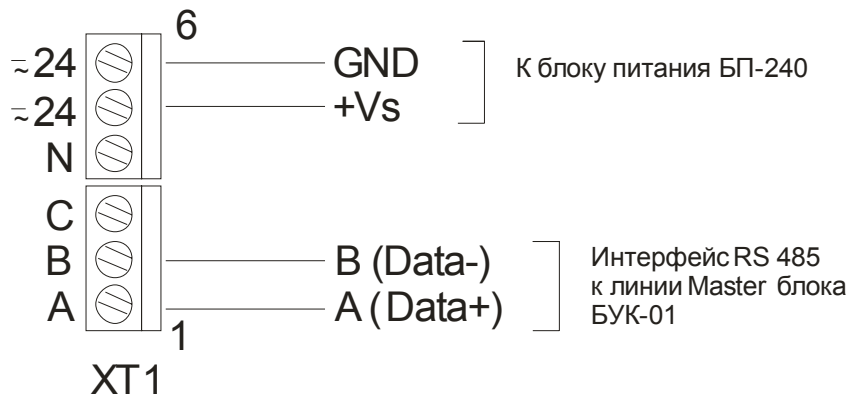 6
≂24 GND
≂24 +Vs
К блоку питания БП-240
N
C
B B (Data-)
A A (Data+)
Интерфейс RS 485
к линии Master блока
БУК-01
1
XT1